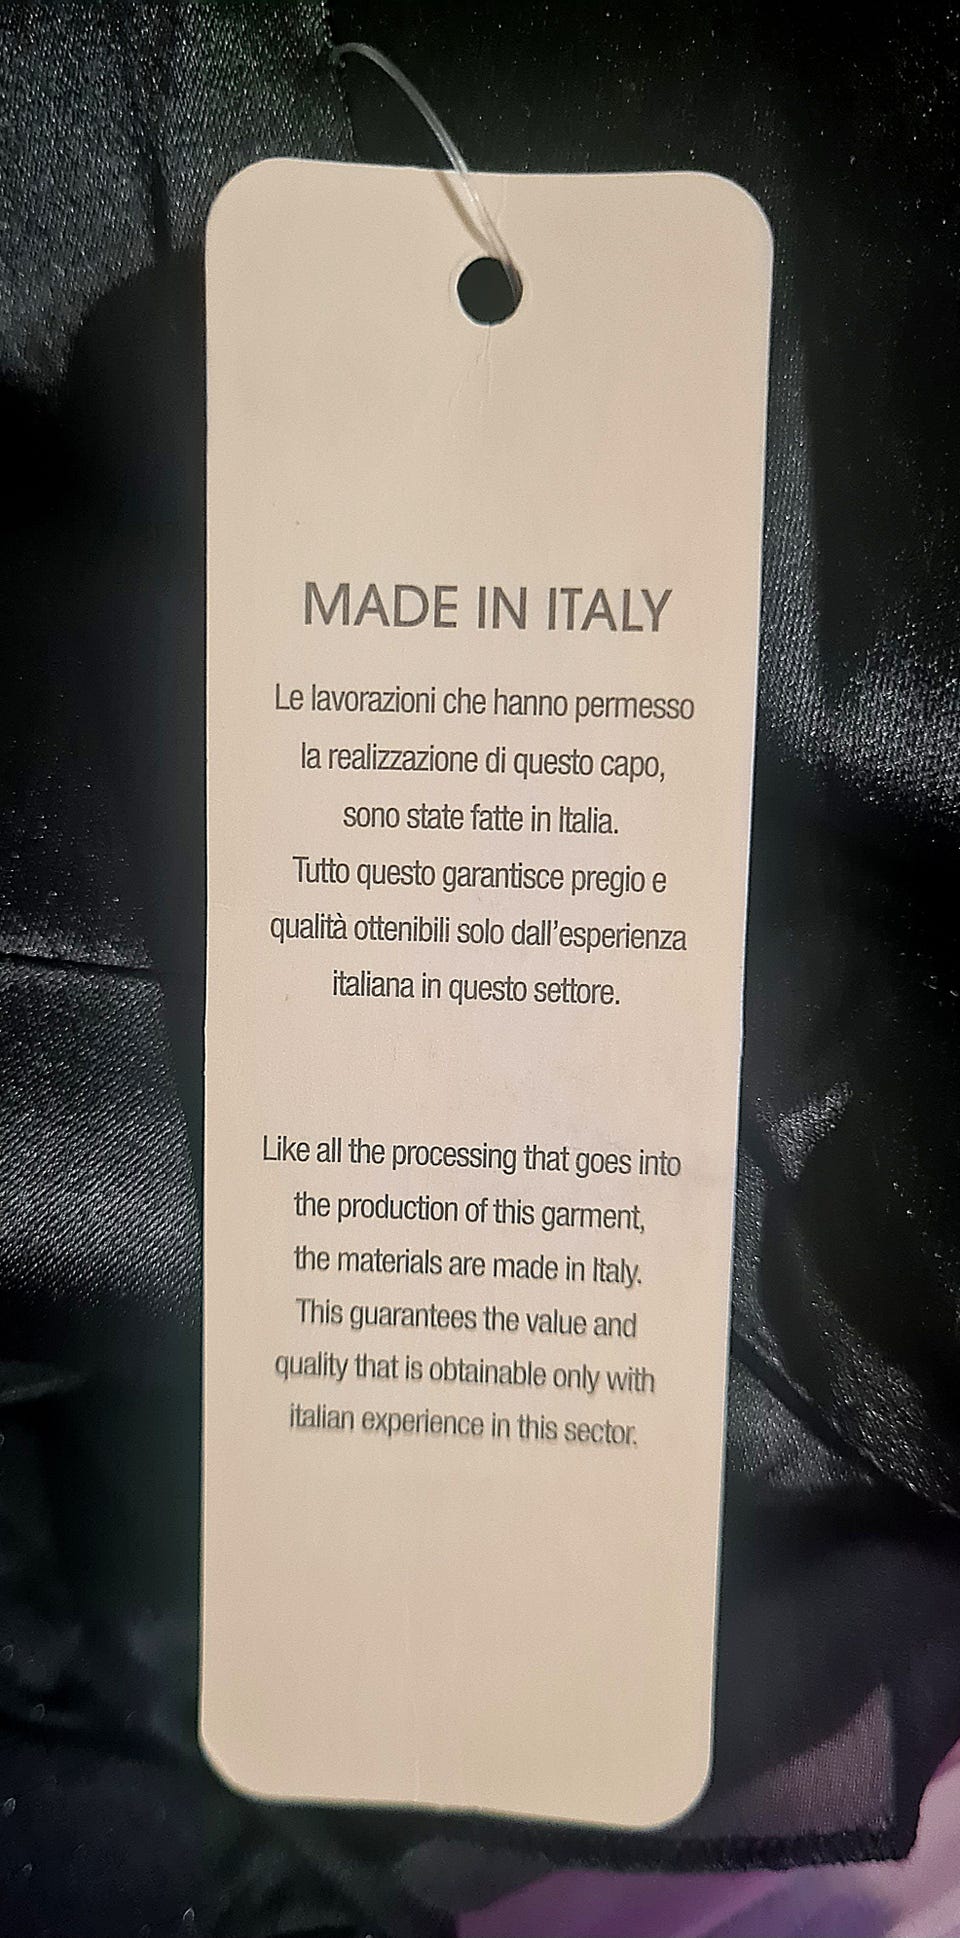 MADE IN ITALY
Le lavorazioni che hanno permesso
la realizzazione di questo capo,
sono state fatte in Italia.
Tutto questo garantisce pregio e
qualità ottenibili solo dall'esperienza
italiana in questo settore.
Like all the processing that goes into
the production of this garment,
the materials are made in Italy.
This guarantees the value and
quality that is obtainable only with
italian experience in this sector.